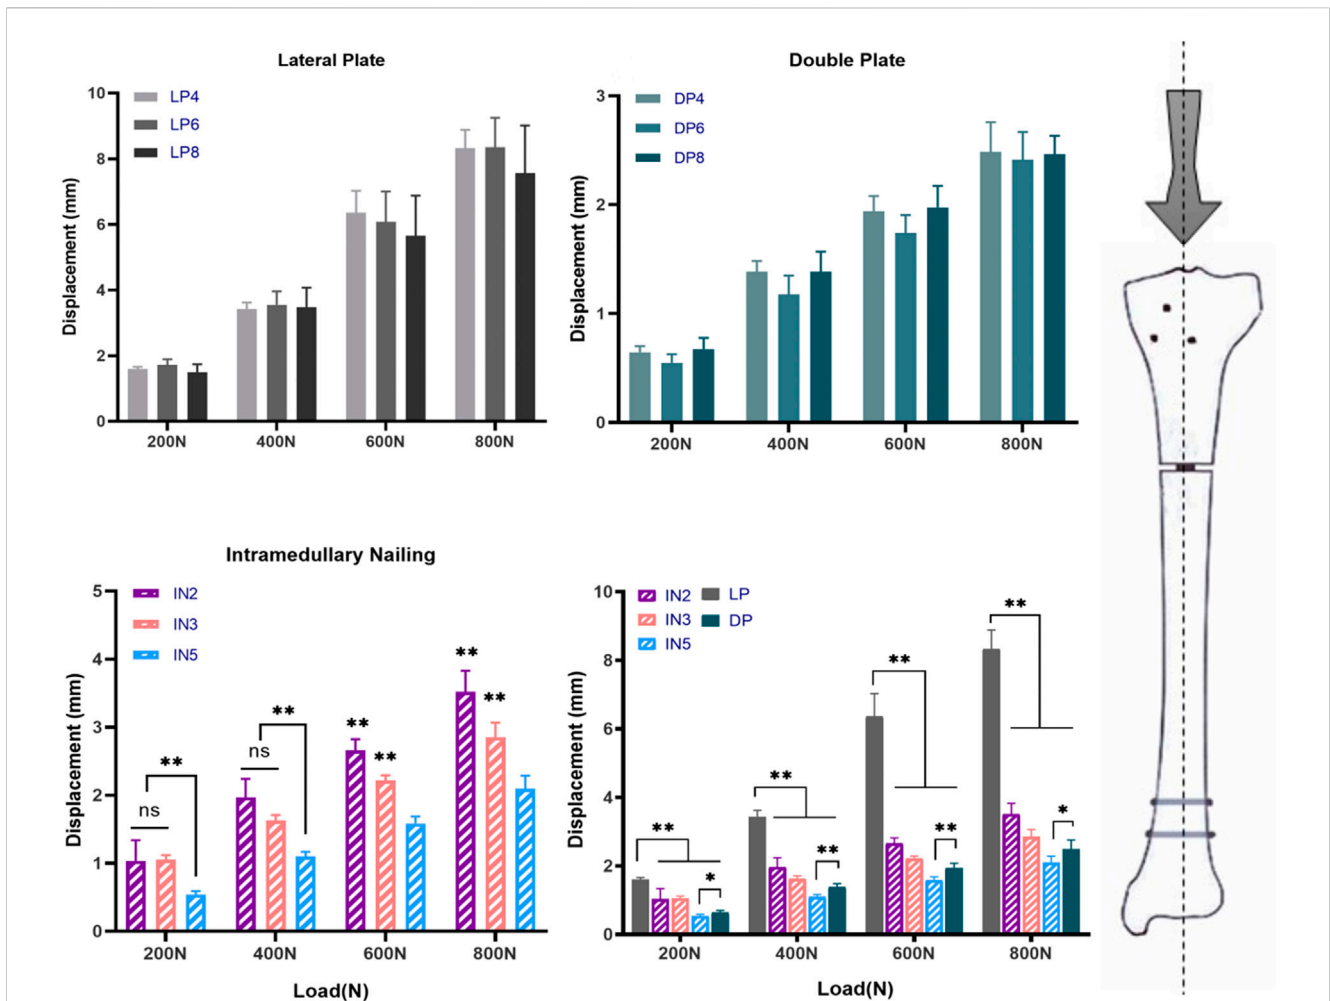 Lateral Plate
LP4
LP6
LP8
Displacement (mm)
10
8
6
4
2
0
200N 400N 600N 800N
Double Plate
DP4
DP6
DP8
Displacement (mm)
3
2
1
0
200N 400N 600N 800N
Intramedullary Nailing
IN2
IN3
IN5
Displacement (mm)
5
4
3
2
1
0
ns
**
ns
**
**
**
**
**
200N 400N 600N 800N
Load(N)
IN2 LP
IN3 DP
IN5
Displacement (mm)
10
8
6
4
2
0
**
*
**
**
**
**
**
*
200N 400N 600N 800N
Load(N)